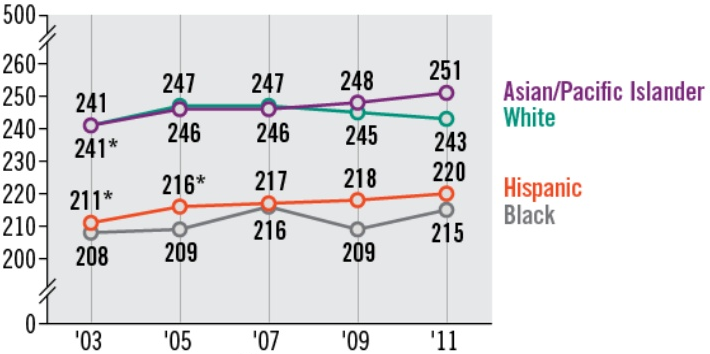 500
260
250
240
230
220
210
200
0
241 247 247 248 251
241* 246 246 245 243
211* 216* 217 218 220
208 209 216 209 215
'03 '05 '07 '09 '11
Asian/Pacific Islander
White
Hispanic
Black